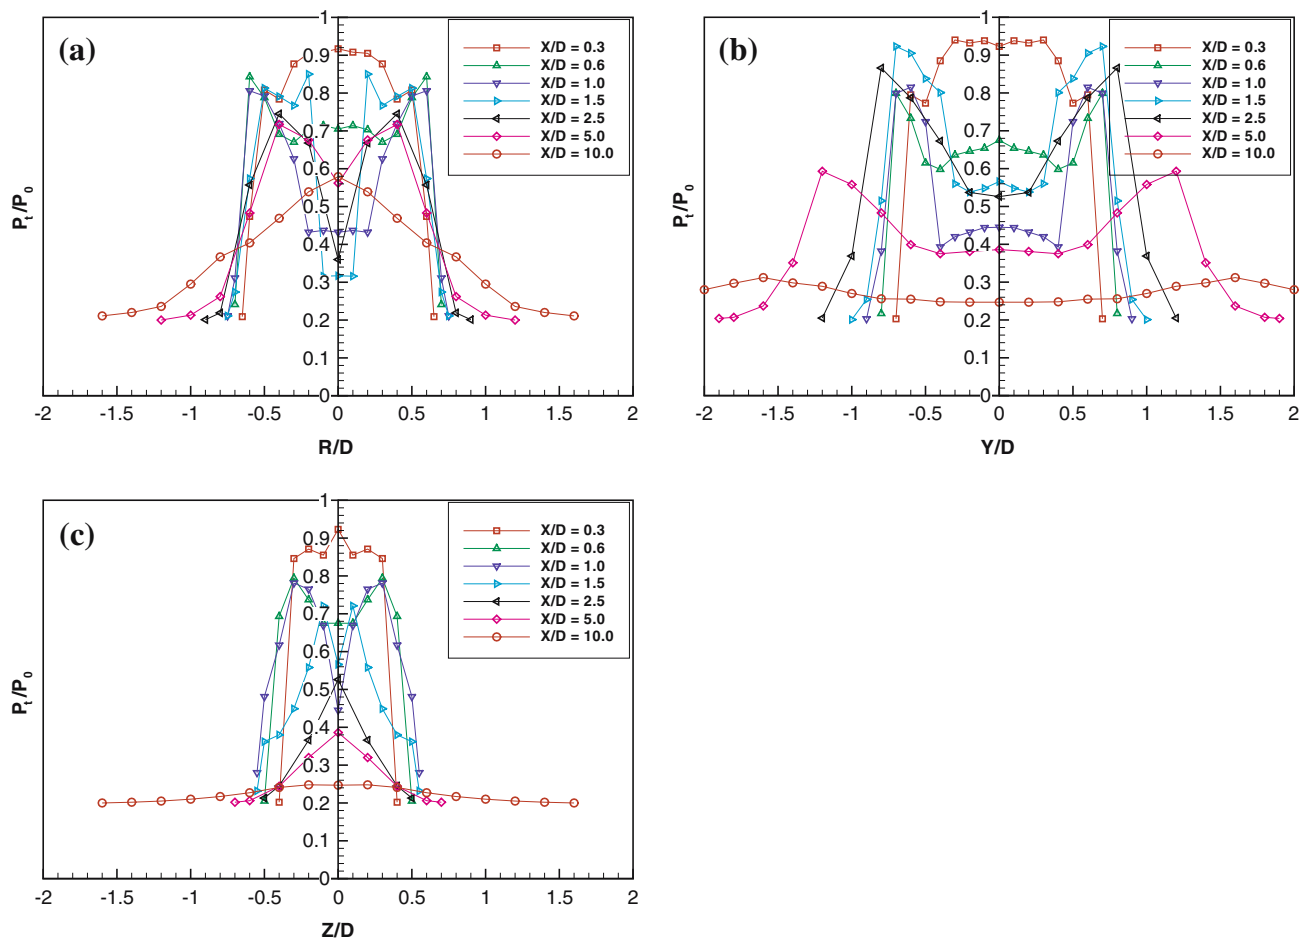 (a)
P_t/P_0
1
0.9
0.8
0.7
0.6
0.5
0.4
0.3
0.2
0.1
0
-2 -1.5 -1 -0.5 0 0.5 1 1.5 2
R/D
X/D = 0.3
X/D = 0.6
X/D = 1.0
X/D = 1.5
X/D = 2.5
X/D = 5.0
X/D = 10.0
(b)
P_t/P_0
1
0.9
0.8
0.7
0.6
0.5
0.4
0.3
0.2
0.1
0
-2 -1.5 -1 -0.5 0 0.5 1 1.5 2
Y/D
X/D = 0.3
X/D = 0.6
X/D = 1.0
X/D = 1.5
X/D = 2.5
X/D = 5.0
X/D = 10.0
(c)
P_t/P_0
1
0.9
0.8
0.7
0.6
0.5
0.4
0.3
0.2
0.1
0
-2 -1.5 -1 -0.5 0 0.5 1 1.5 2
Z/D
X/D = 0.3
X/D = 0.6
X/D = 1.0
X/D = 1.5
X/D = 2.5
X/D = 5.0
X/D = 10.0